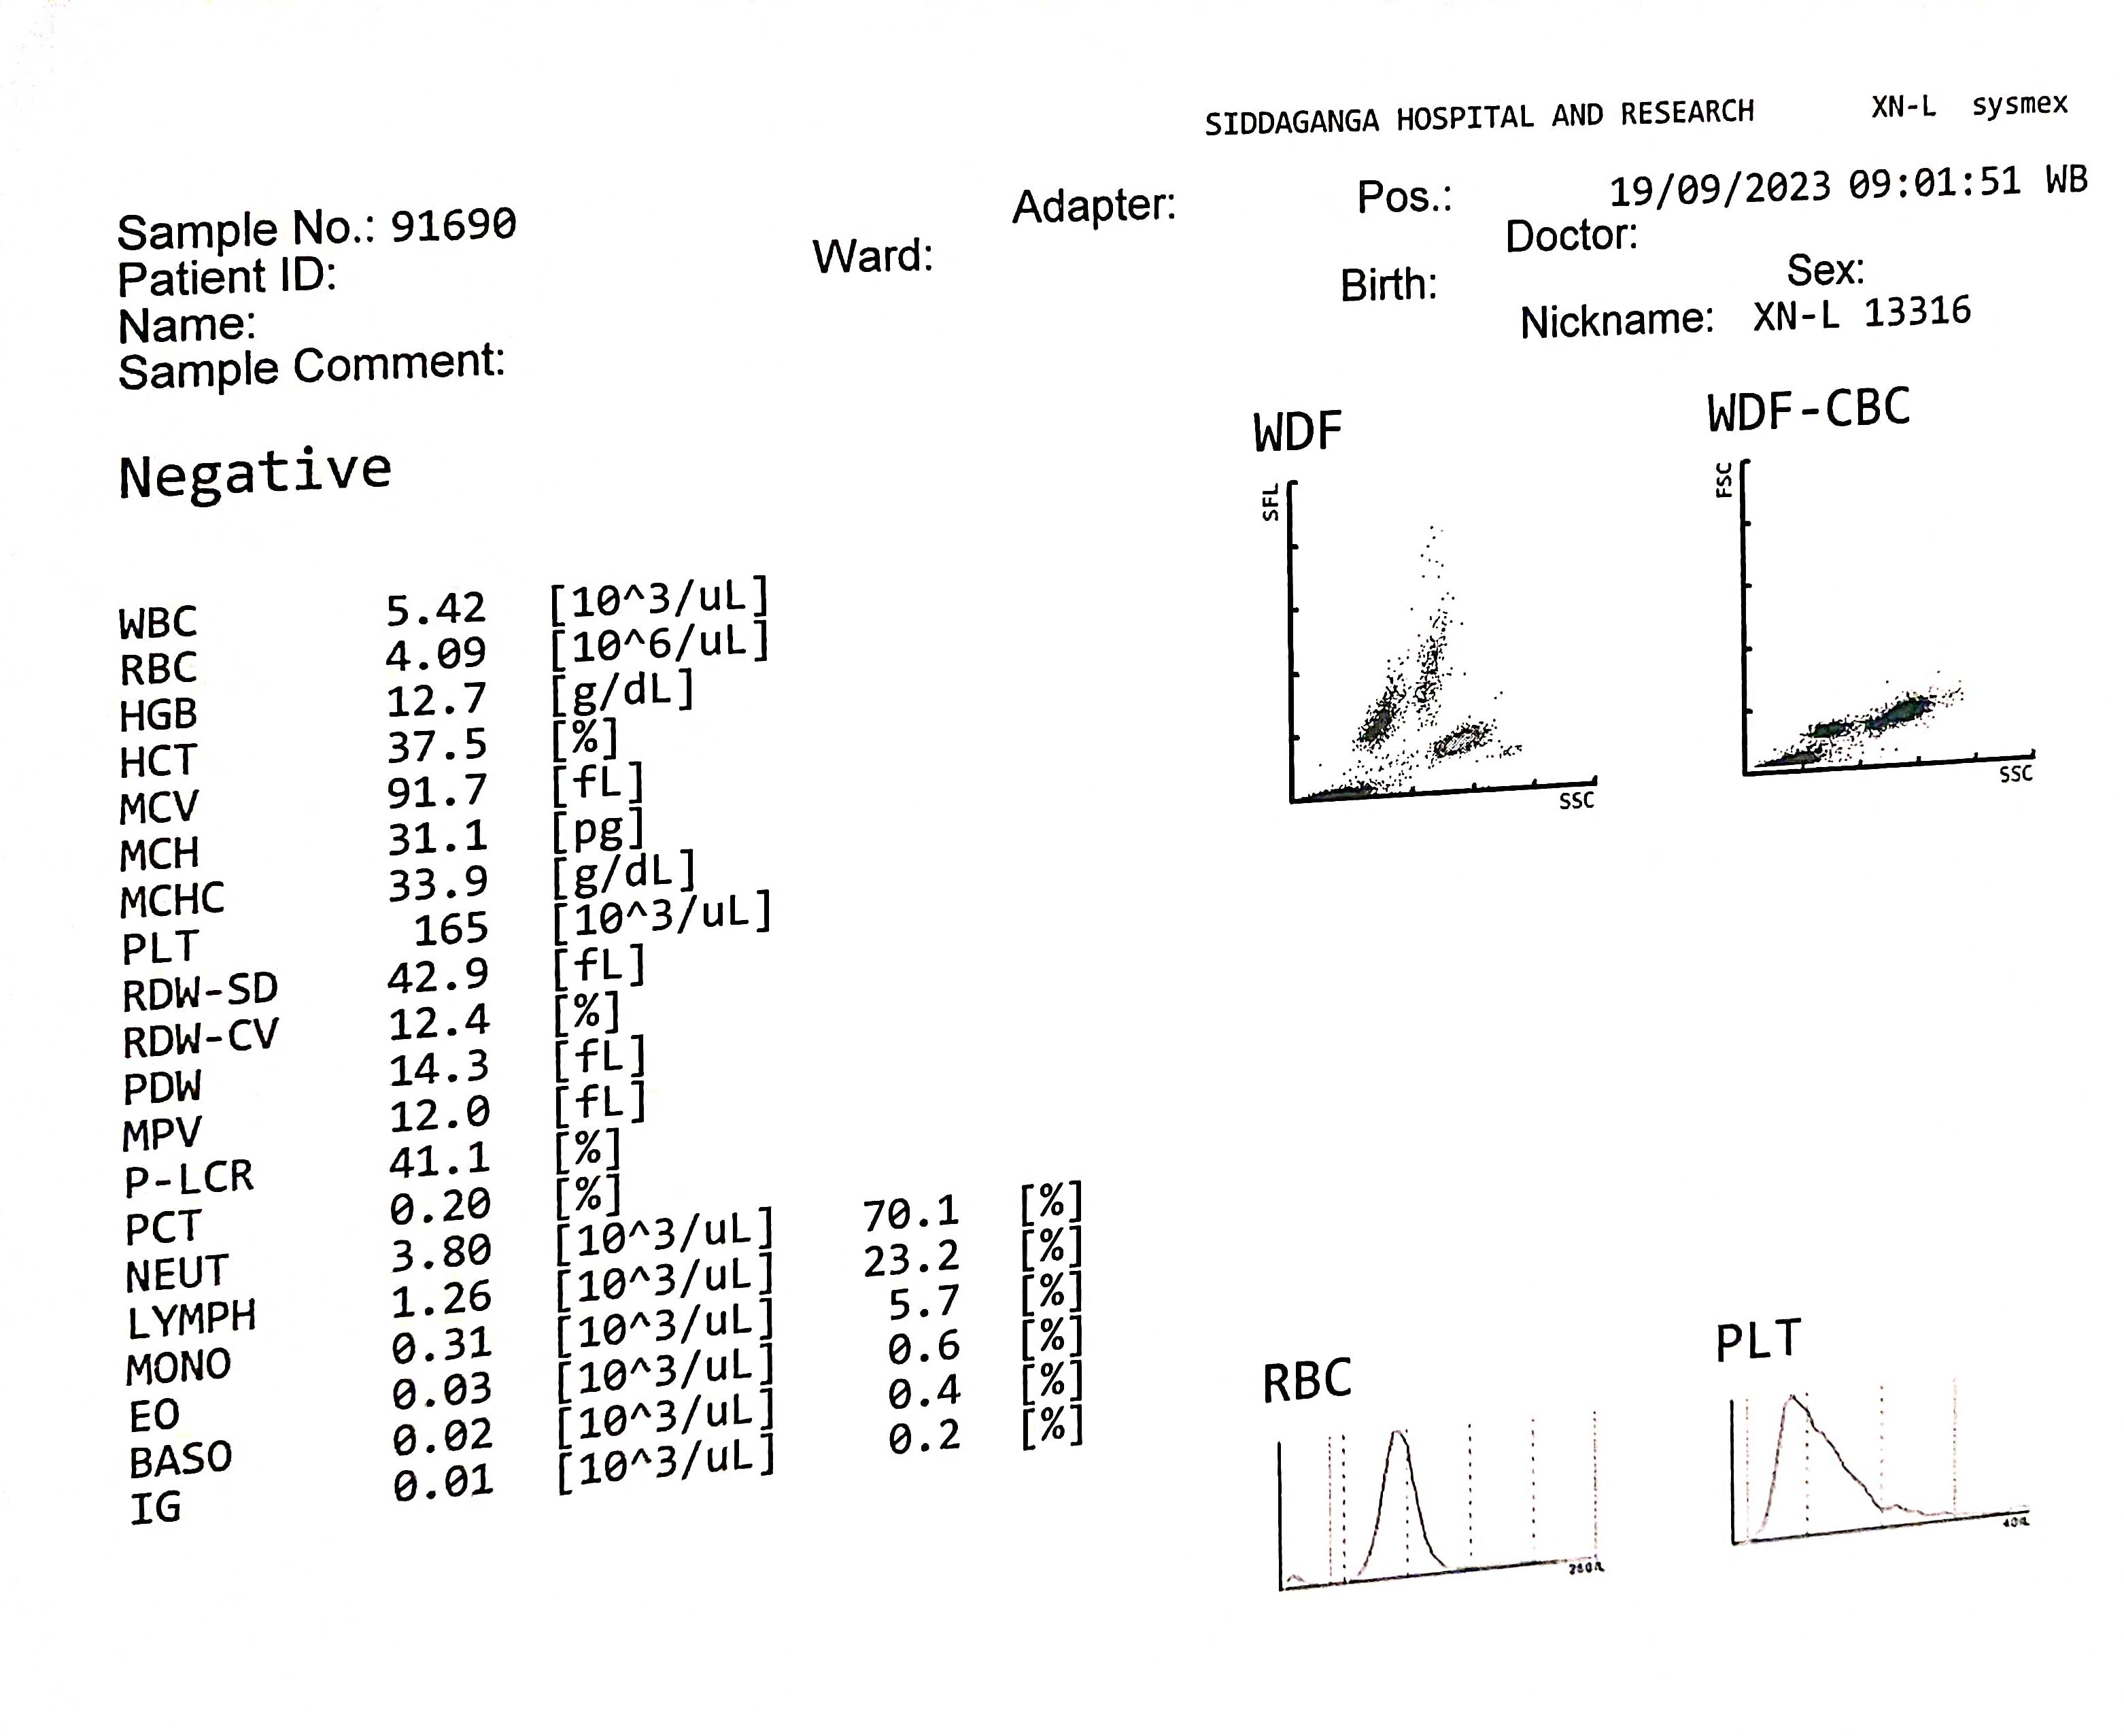 SIDDAGANGA HOSPITAL AND RESEARCH XN-L sysmex
Sample No.: 91690 Adapter: Pos.: 19/09/2023 09:01:51 WB
Patient ID: Ward: Doctor:
Name: Birth: Sex:
Sample Comment: Nickname: XN-L 13316
Negative
WDF WDF-CBC
SFL FSC
SSC SSC
WBC 5.42 [10^3/uL]
RBC 4.09 [10^6/uL]
HGB 12.7 [g/dL]
HCT 37.5 [%]
MCV 91.7 [fL]
MCH 31.1 [pg]
MCHC 33.9 [g/dL]
PLT 165 [10^3/uL]
RDW-SD 42.9 [fL]
RDW-CV 12.4 [%]
PDW 14.3 [fL]
MPV 12.0 [fL]
P-LCR 41.1 [%]
PCT 0.20 [%]
NEUT 3.80 [10^3/uL] 70.1 [%]
LYMPH 1.26 [10^3/uL] 23.2 [%]
MONO 0.31 [10^3/uL] 5.7 [%]
EO 0.03 [10^3/uL] 0.6 [%]
BASO 0.02 [10^3/uL] 0.4 [%]
IG 0.01 [10^3/uL] 0.2 [%]
RBC PLT